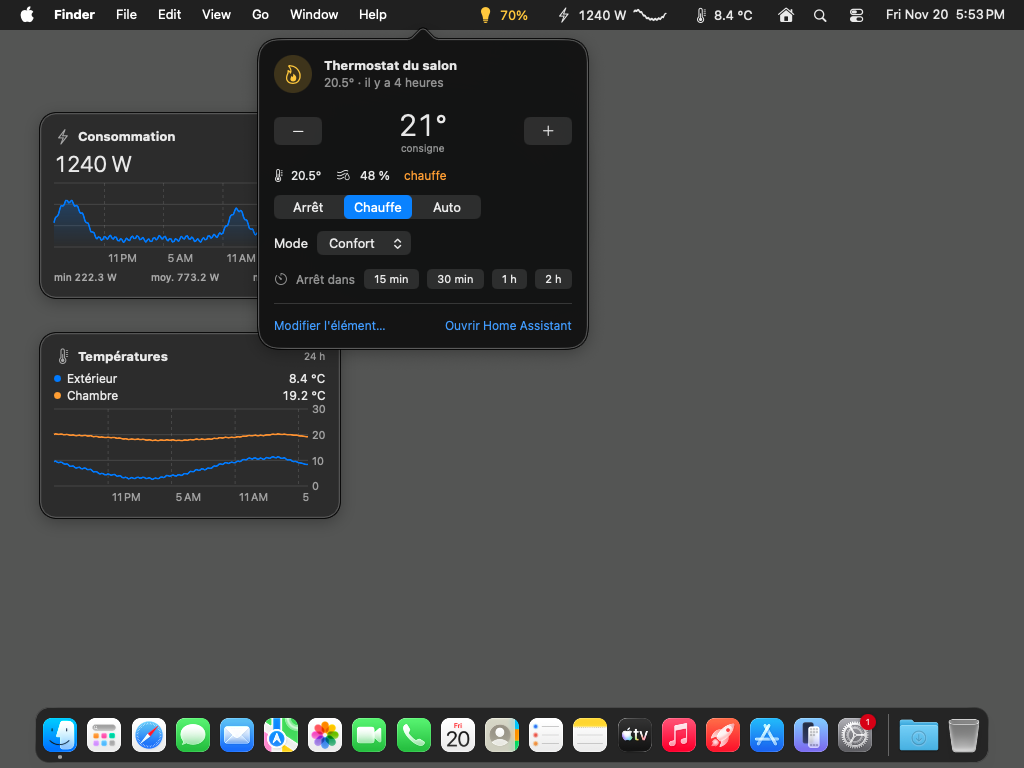 Finder File Edit View Go Window Help 70% 1240 W 8.4 °C Fri Nov 20 5:53 PM
Thermostat du salon
20.5° · il y a 4 heures
− 21° +
consigne
20.5° 48 % chauffe
Arrêt Chauffe Auto
Mode Confort
Arrêt dans 15 min 30 min 1 h 2 h
Modifier l'élément… Ouvrir Home Assistant
Consommation
1240 W
11 PM 5 AM 11 AM
min 222.3 W moy. 773.2 W
Températures 24 h
Extérieur 8.4 °C
Chambre 19.2 °C
30
20
10
0
11 PM 5 AM 11 AM 5
Fri
20
tv
1